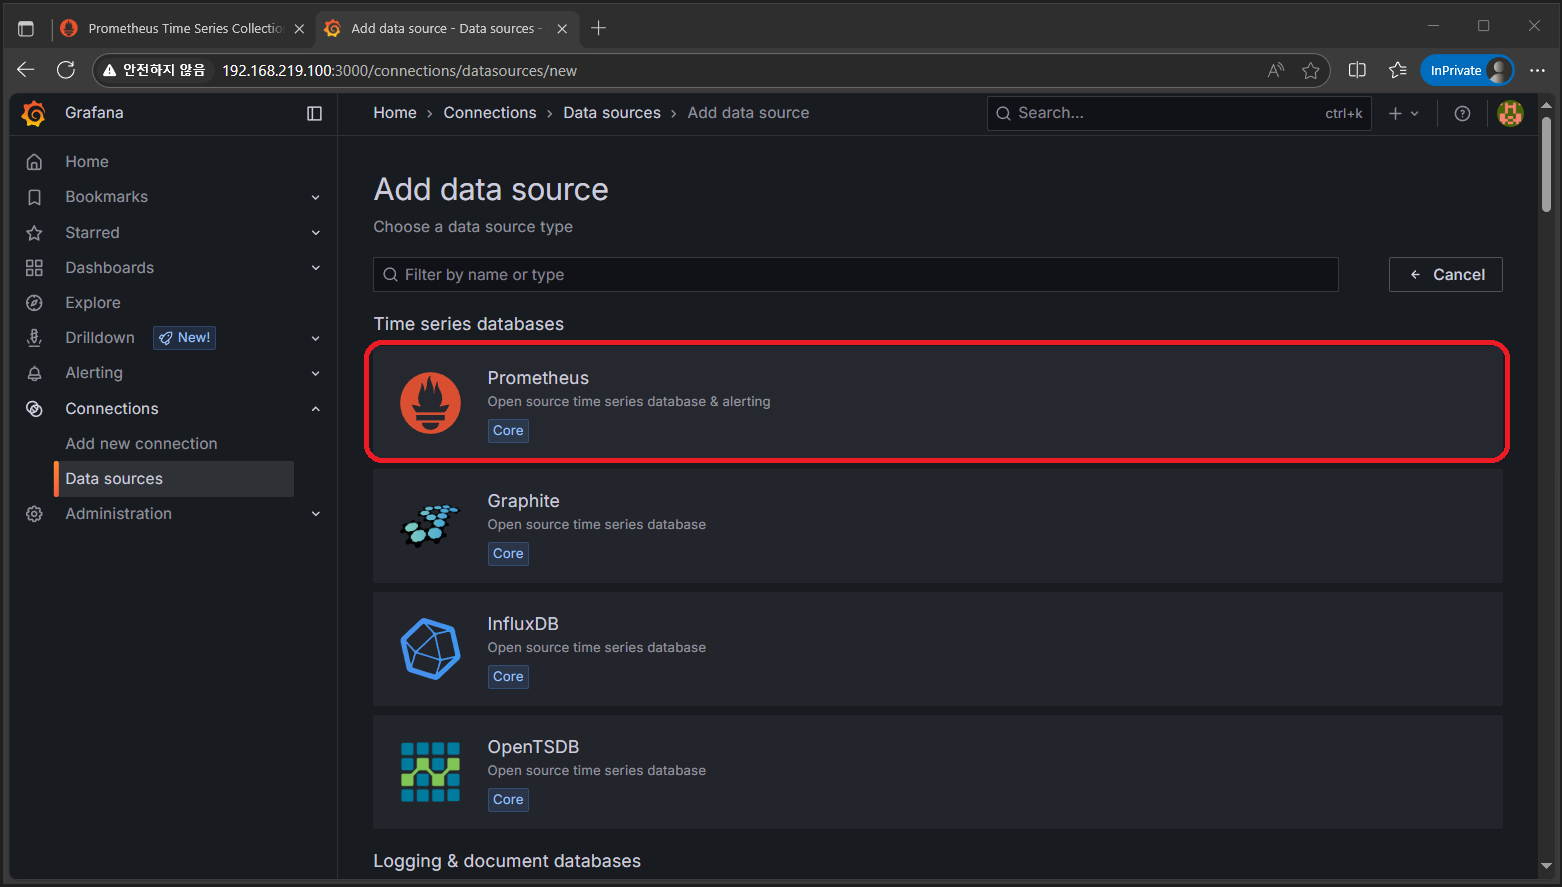 Prometheus Time Series Collectio
Add data source - Data sources -
안전하지 않음
192.168.219.100:3000/connections/datasources/new
InPrivate
Grafana
Home › Connections › Data sources › Add data source
Search...
ctrl+k
Home
Bookmarks
Starred
Dashboards
Explore
Drilldown
New!
Alerting
Connections
Add new connection
Data sources
Administration
Add data source
Choose a data source type
Filter by name or type
Cancel
Time series databases
Prometheus
Open source time series database & alerting
Core
Graphite
Open source time series database
Core
InfluxDB
Open source time series database
Core
OpenTSDB
Open source time series database
Core
Logging & document databases